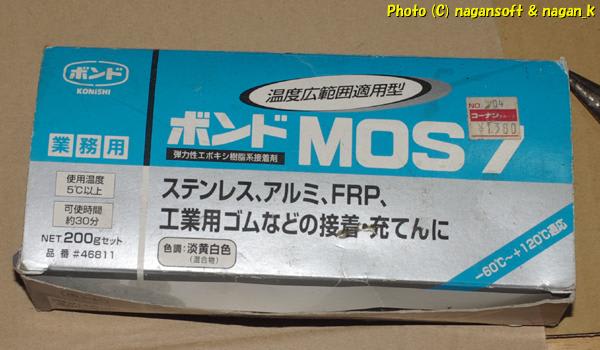 Photo (C) nagansoft & nagan_k
ボンド
KONISHI
温度広範囲適用型
業務用
ボンド MOS 7
弾力性エポキシ樹脂系接着剤
NO. 704
コーナン
¥1,380
使用温度
5℃以上
可使時間
約30分
ステンレス、アルミ、FRP、
工業用ゴムなどの接着・充てんに
NET.200gセット
品番 #46811
色調:淡黄白色
(混合物)
-60℃~+120℃適応